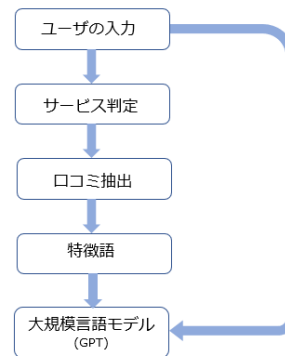 ユーザの入力
サービス判定
口コミ抽出
特徴語
大規模言語モデル
(GPT)